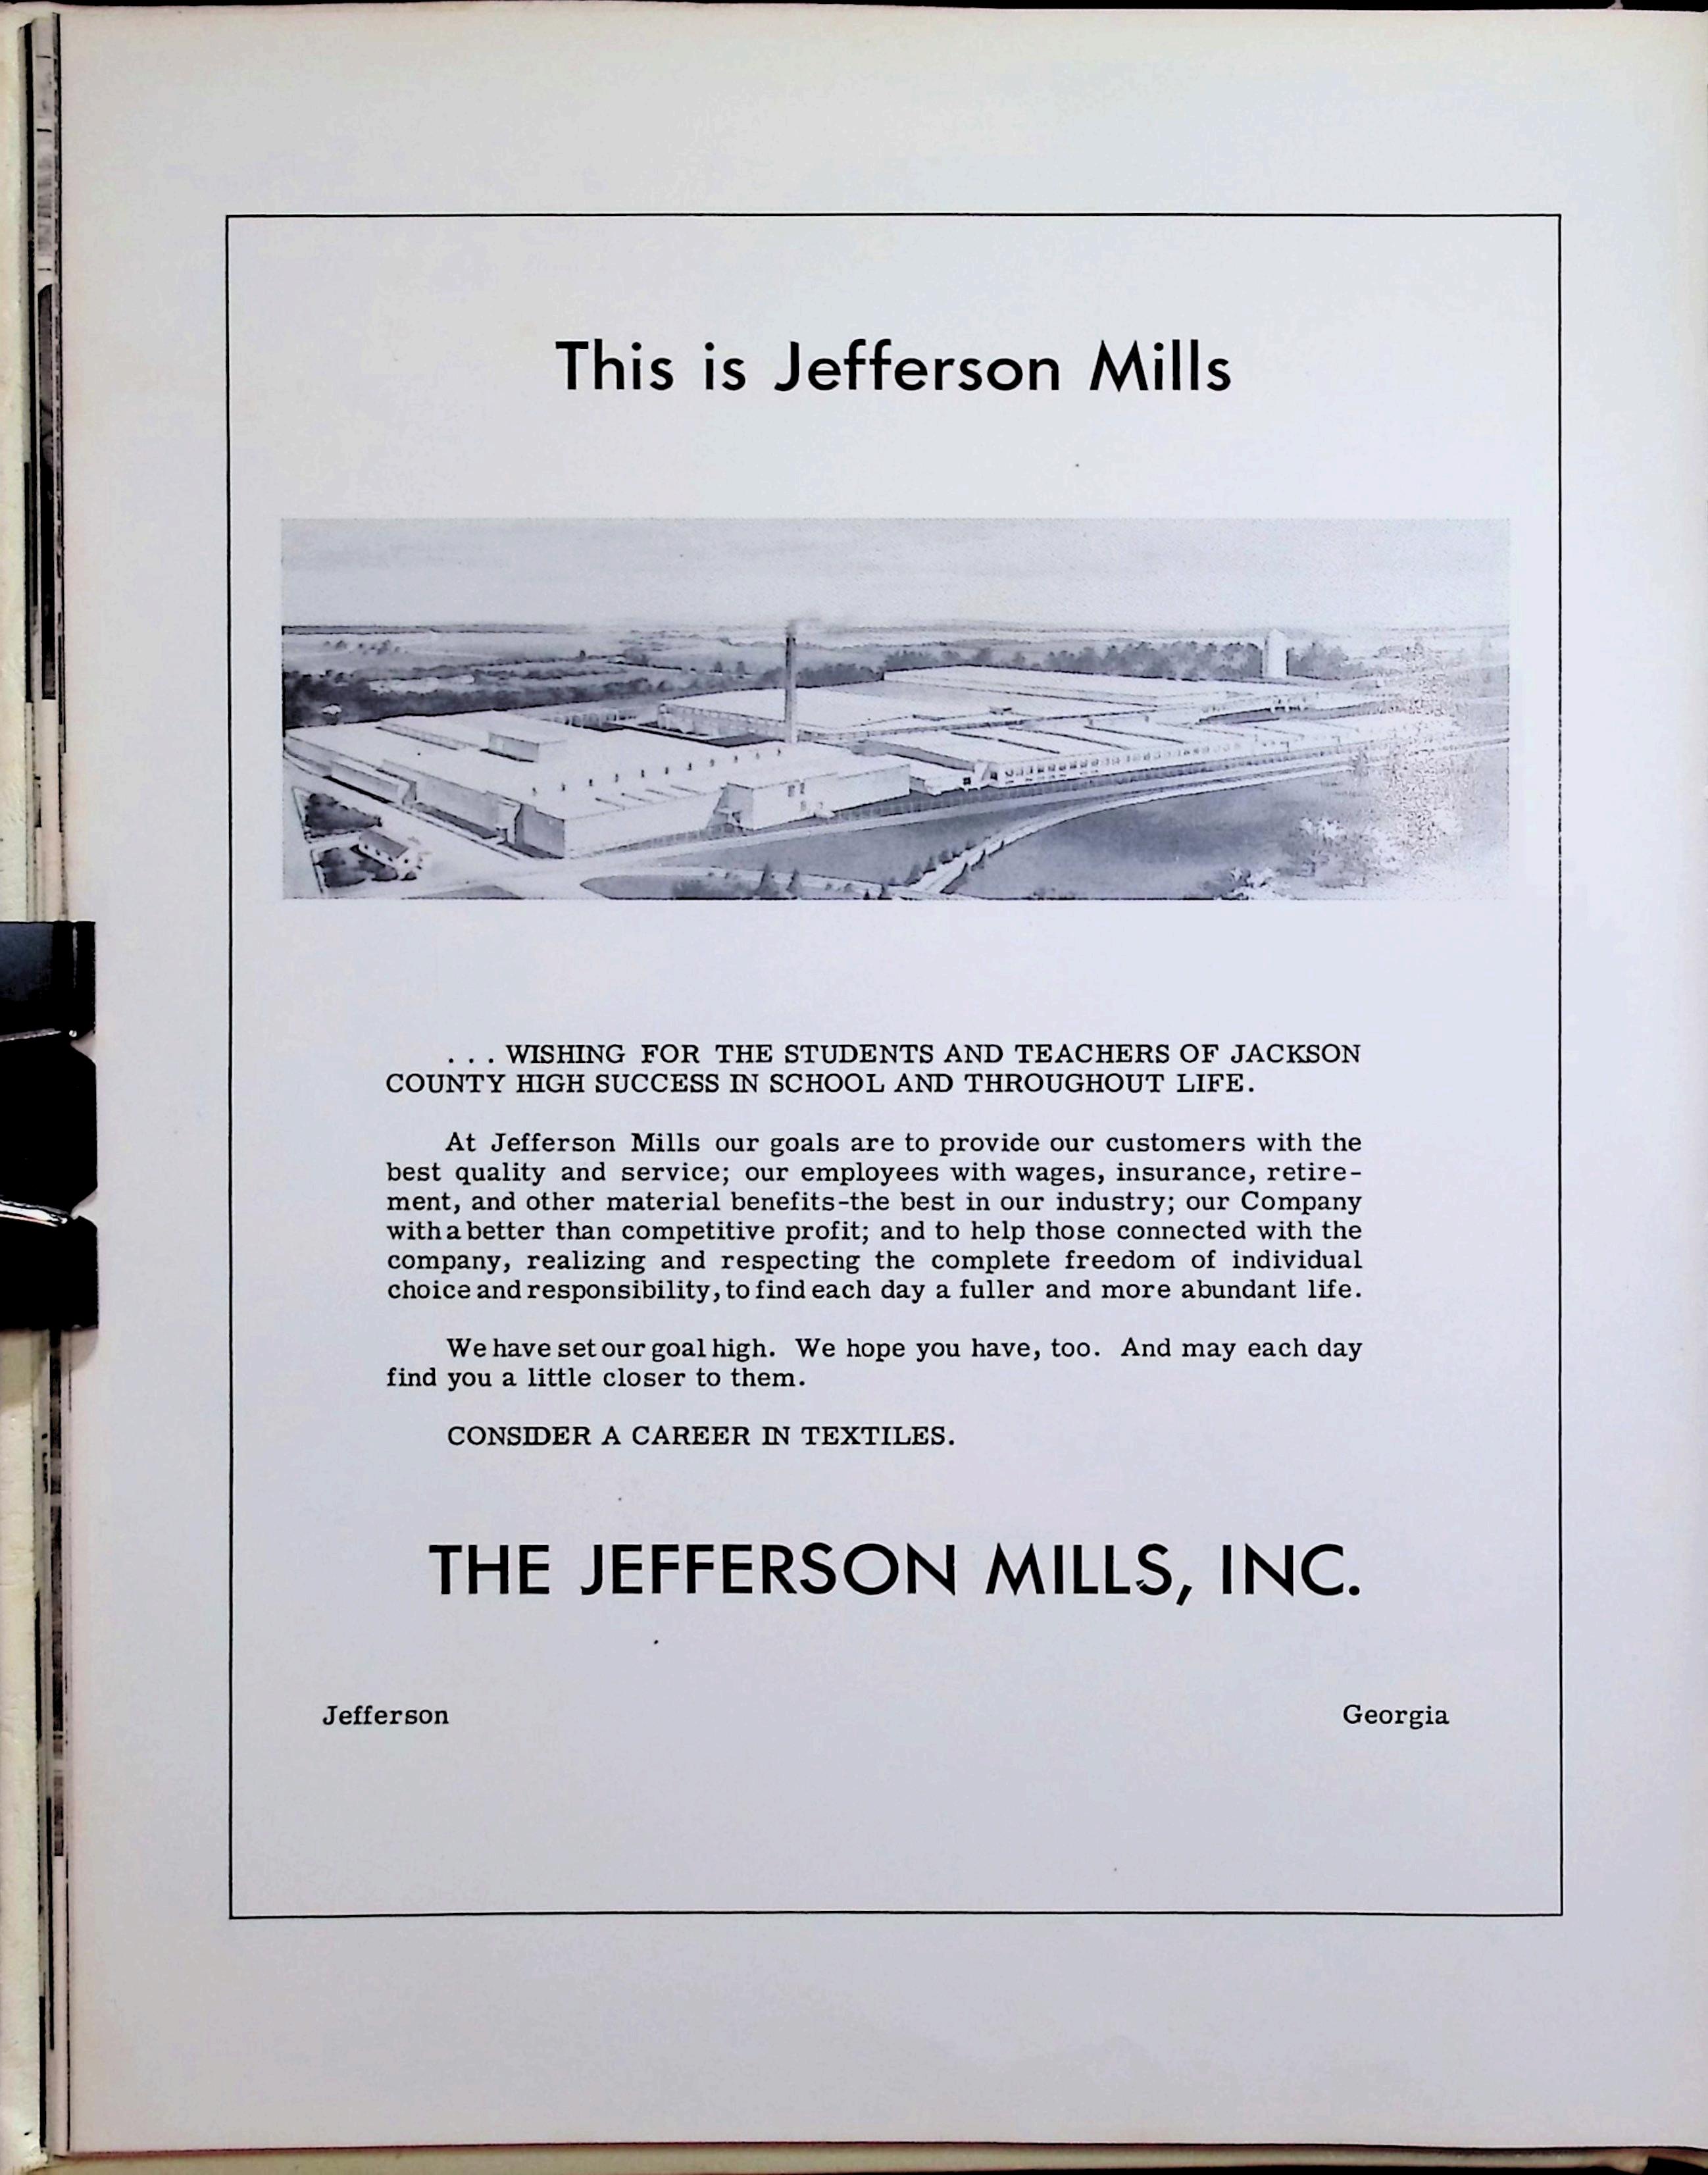 This is Jefferson Mills
. . . WISHING FOR THE STUDENTS AND TEACHERS OF JACKSON
COUNTY HIGH SUCCESS IN SCHOOL AND THROUGHOUT LIFE.
At Jefferson Mills our goals are to provide our customers with the
best quality and service; our employees with wages, insurance, retire-
ment, and other material benefits-the best in our industry; our Company
with a better than competitive profit; and to help those connected with the
company, realizing and respecting the complete freedom of individual
choice and responsibility, to find each day a fuller and more abundant life.
We have set our goal high. We hope you have, too. And may each day
find you a little closer to them.
CONSIDER A CAREER IN TEXTILES.
THE JEFFERSON MILLS, INC.
Jefferson Georgia